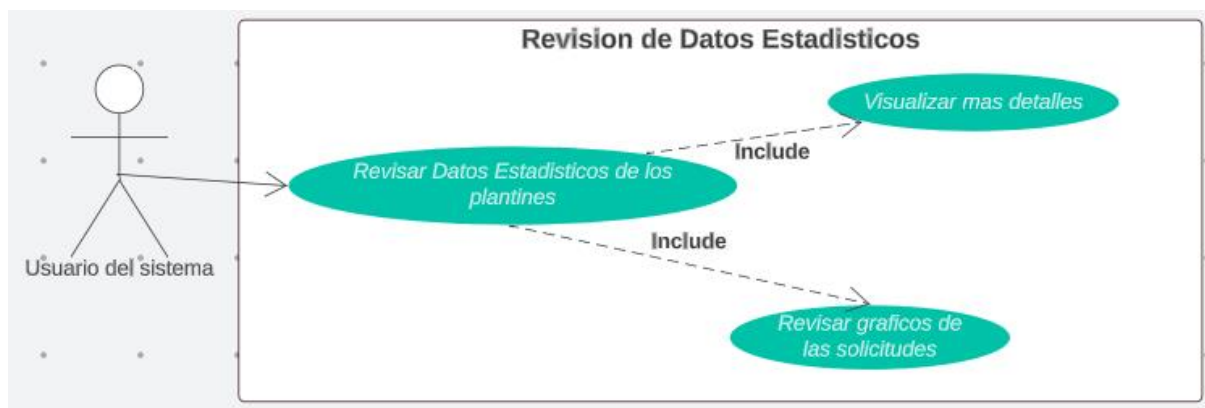 Revision de Datos Estadisticos
Visualizar mas detalles
Include
Revisar Datos Estadisticos de los
plantines
Include
Usuario del sistema
Revisar graficos de
las solicitudes